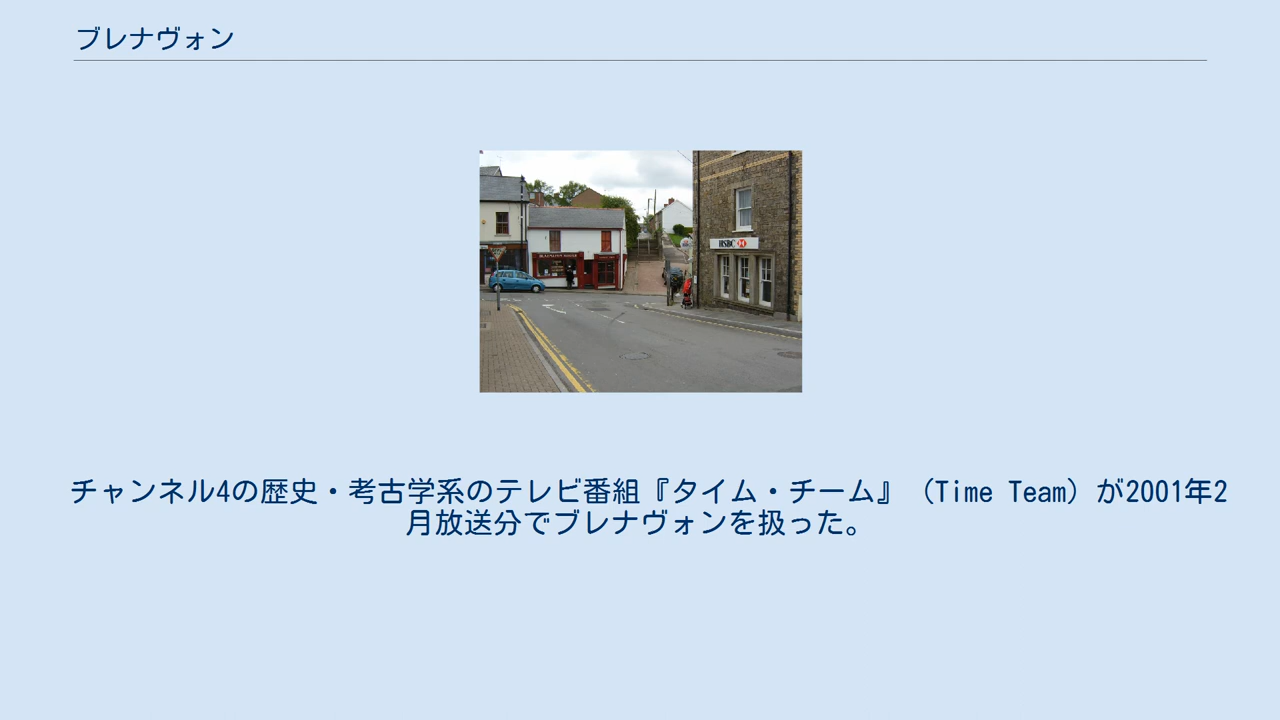 ブレナヴォン
HSBC
チャンネル4の歴史・考古学系のテレビ番組『タイム・チーム』（Time Team）が2001年2
月放送分でブレナヴォンを扱った。